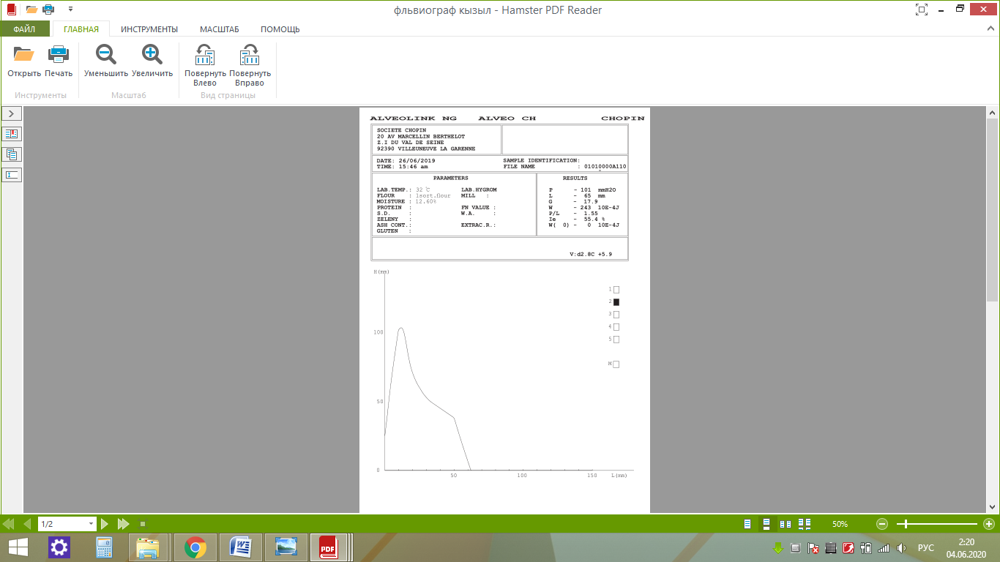 фльвиограф кызыл - Hamster PDF Reader
ФАЙЛ ГЛАВНАЯ ИНСТРУМЕНТЫ МАСШТАБ ПОМОЩЬ
Открыть Печать Уменьшить Увеличить Повернуть Влево Повернуть Вправо
Инструменты Масштаб Вид страницы
ALVEOLINK NG ALVEO CH CHOPIN
SOCIETE CHOPIN
20 AV MARCELLIN BERTHELOT
Z.I DU VAL DE SEINE
92390 VILLEUNEUVE LA GARENNE
DATE: 26/06/2019 SAMPLE IDENTIFICATION:
TIME: 15:46 am FILE NAME : 01010000A110
PARAMETERS RESULTS
LAB.TEMP.: 32 ℃ LAB.HYGROM P - 101 mmH2O
FLOUR : 1sort.flour MILL : L - 65 mm
MOISTURE : 12.60% G - 17.9
PROTEIN : FN VALUE : W - 243 10E-4J
S.D. : W.A. : P/L - 1.55
ZELENY : Ie - 55.4 %
ASH CONT.: EXTRAC.R.: W( 0) - 0 10E-4J
GLUTEN :
V:d2.8C +5.9
H(mm)
1
2
3
4
100
5
M
50
0
50 100 150 L(mm)
1/2 50%
PDF РУС 2:20
04.06.2020